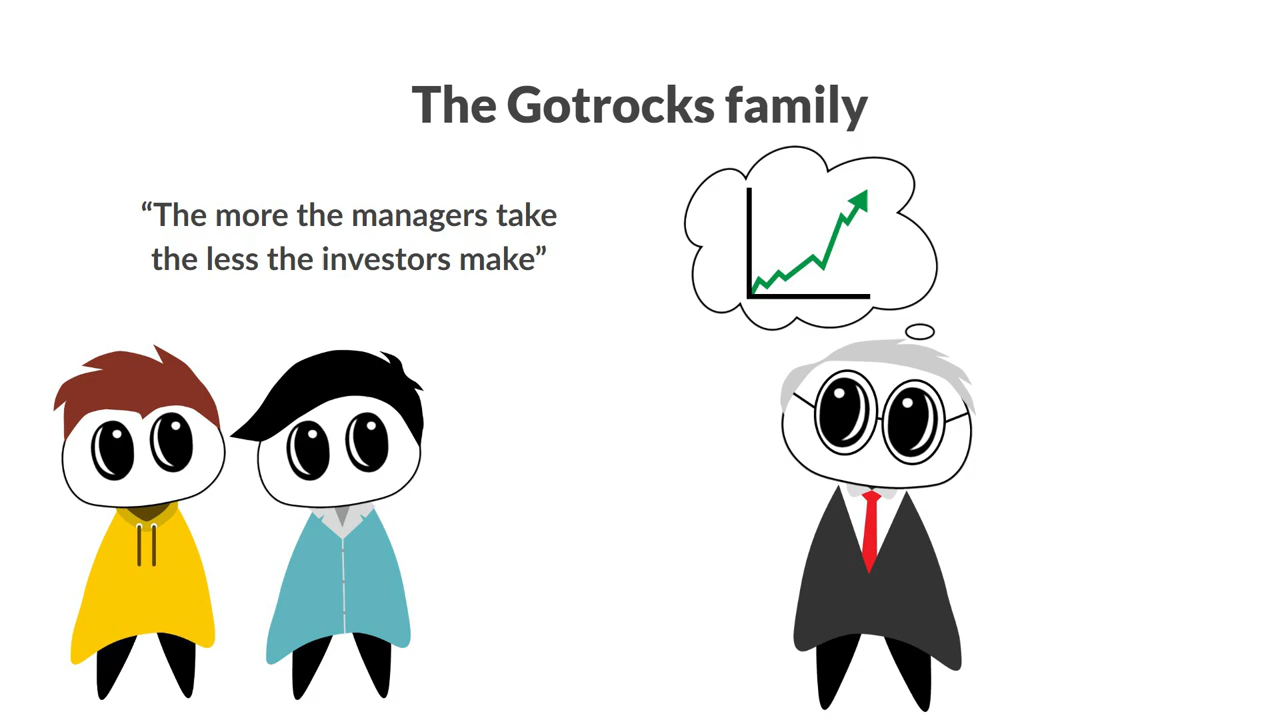 The Gotrocks family
“The more the managers take
the less the investors make”